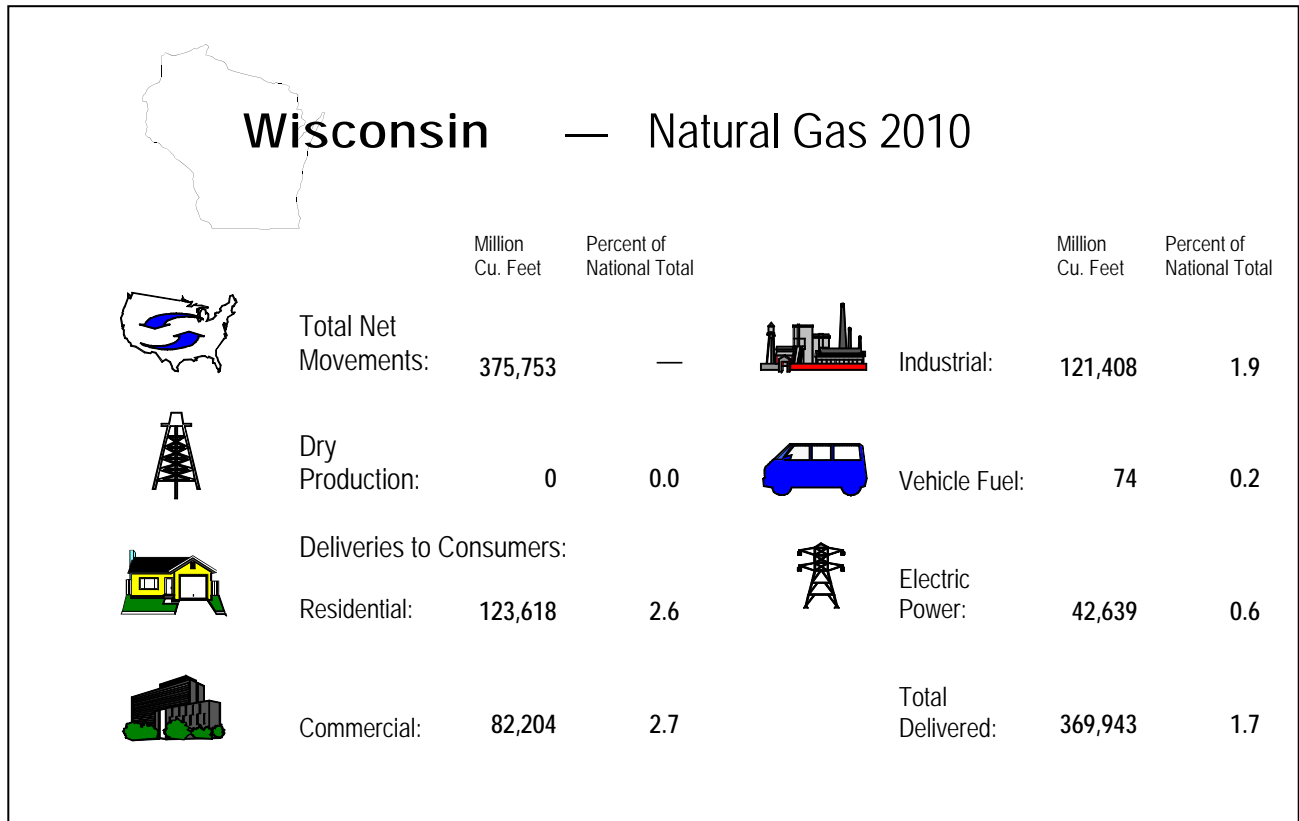 Wisconsin — Natural Gas 2010
Million Cu. Feet
Percent of National Total
Million Cu. Feet
Percent of National Total
Total Net Movements: 375,753 —
Industrial: 121,408 1.9
Dry Production: 0 0.0
Vehicle Fuel: 74 0.2
Deliveries to Consumers:
Residential: 123,618 2.6
Electric Power: 42,639 0.6
Commercial: 82,204 2.7
Total Delivered: 369,943 1.7